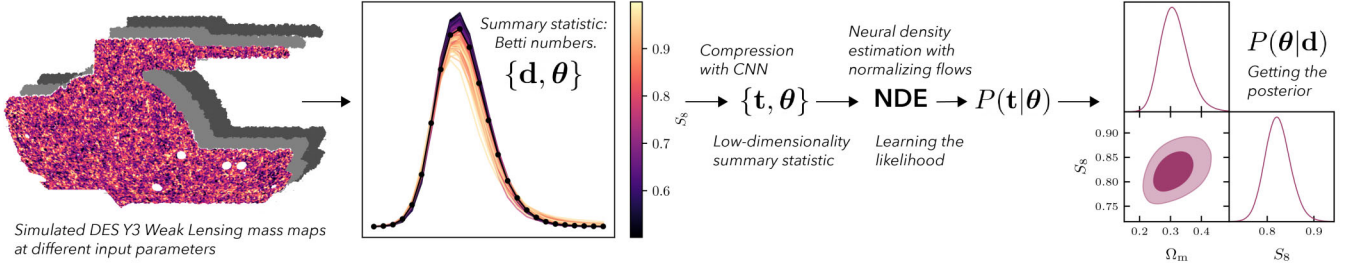 Simulated DES Y3 Weak Lensing mass maps
at different input parameters
Summary statistic:
Betti numbers.
{d, θ}
0.9
0.8
0.7
0.6
S₈
Compression
with CNN
{t, θ}
Low-dimensionality
summary statistic
Neural density
estimation with
normalizing flows
NDE
Learning the
likelihood
P(t|θ)
P(θ|d)
Getting the
posterior
0.90
0.85
0.80
0.75
S₈
0.2 0.3 0.4
Ωₘ
0.8 0.9
S₈